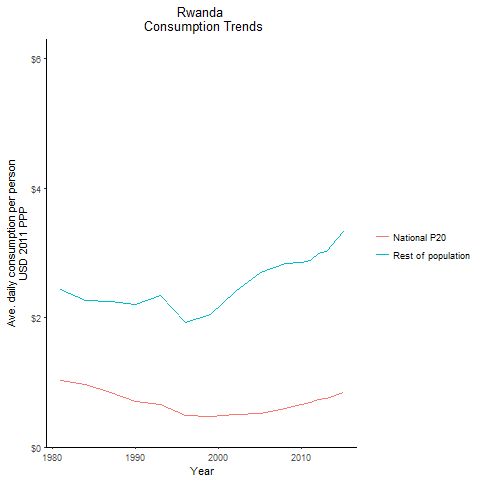 Rwanda
Consumption Trends
$6
$4
$2
$0
Ave. daily consumption per person
USD 2011 PPP
1980 1990 2000 2010
Year
National P20
Rest of population